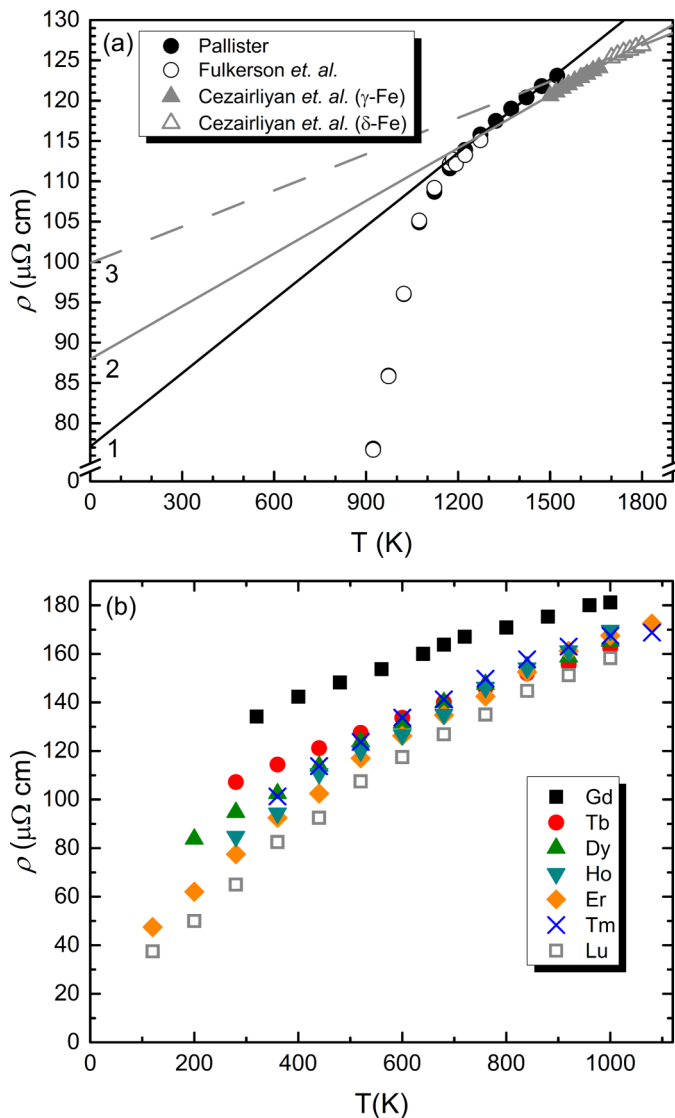 (a)
Pallister
Fulkerson et. al.
Cezairliyan et. al. (γ-Fe)
Cezairliyan et. al. (δ-Fe)
130
125
120
115
110
105
100
95
90
85
80
0
ρ (μΩ cm)
3
2
1
0 300 600 900 1200 1500 1800
T (K)
(b)
180
160
140
120
100
80
60
40
20
0
ρ (μΩ cm)
Gd
Tb
Dy
Ho
Er
Tm
Lu
0 200 400 600 800 1000
T(K)